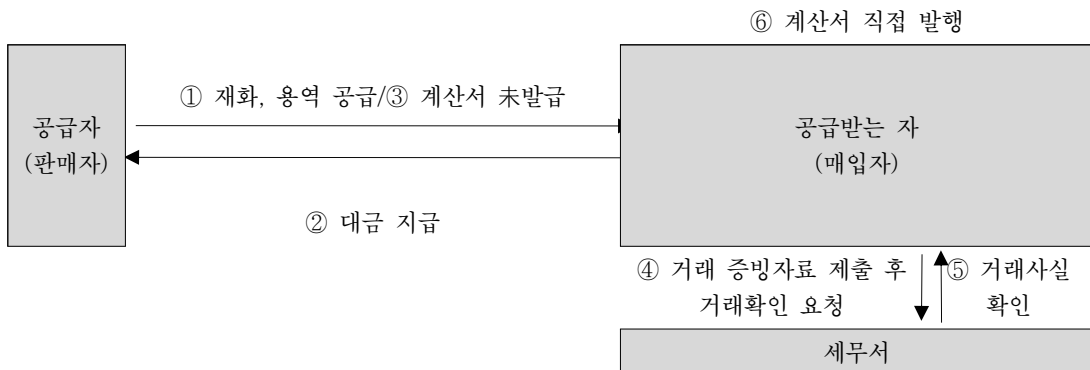 ⑥ 계산서 직접 발행
① 재화, 용역 공급/③ 계산서 未발급
공급자
(판매자)
공급받는 자
(매입자)
② 대금 지급
④ 거래 증빙자료 제출 후
거래확인 요청
⑤ 거래사실
확인
세무서